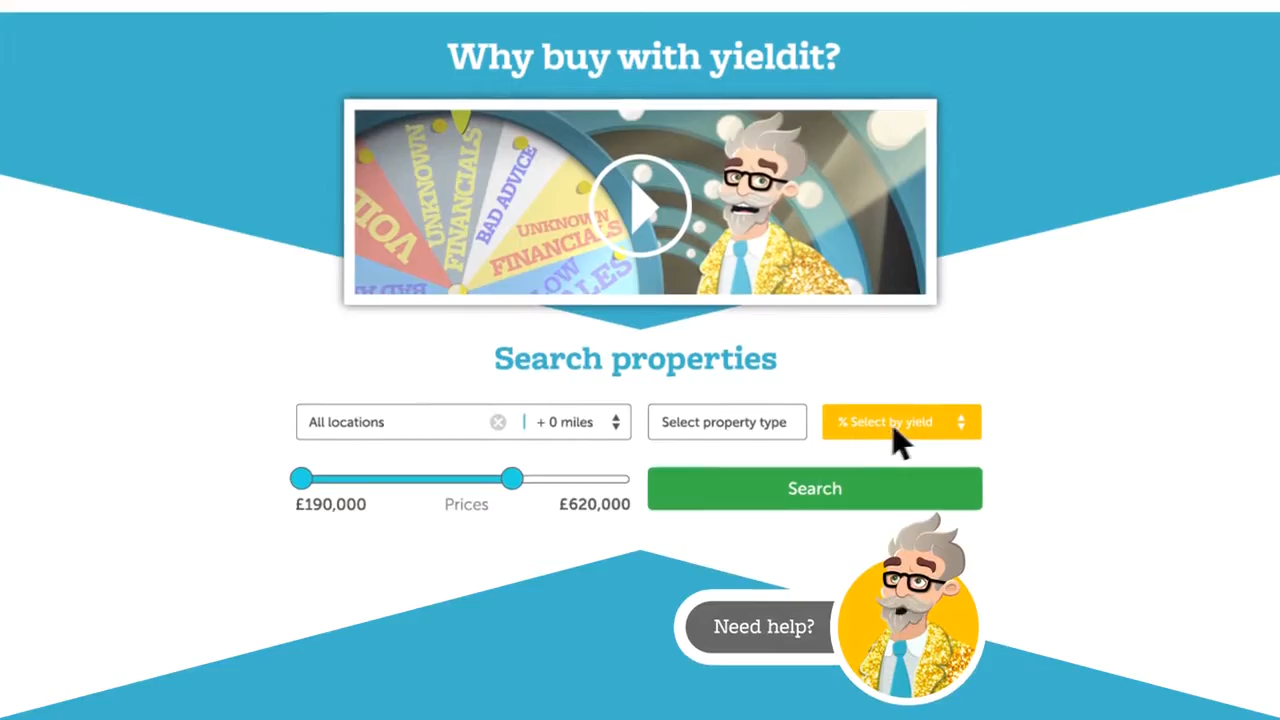 Why buy with yieldit?
VOID
UNKNOWN
FINANCIALS
BAD ADVICE
UNKNOWN
FINANCIALS
Search properties
All locations
+ 0 miles
Select property type
% Select by yield
£190,000
Prices
£620,000
Search
Need help?